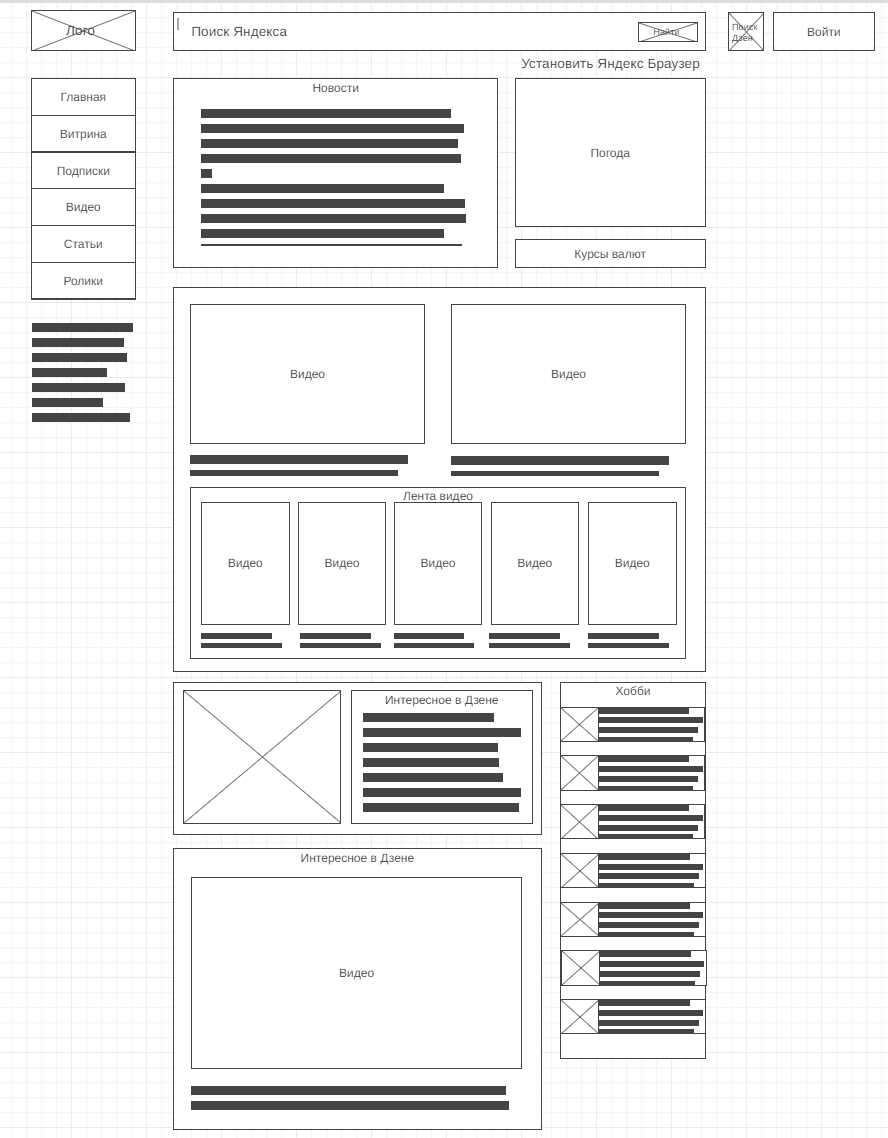 Лого
Поиск Яндекса
Найти
Поиск
Дзен
Войти
Установить Яндекс Браузер
Главная
Витрина
Подписки
Видео
Статьи
Ролики
Новости
Погода
Курсы валют
Видео
Видео
Лента видео
Видео
Видео
Видео
Видео
Видео
Интересное в Дзене
Хобби
Интересное в Дзене
Видео